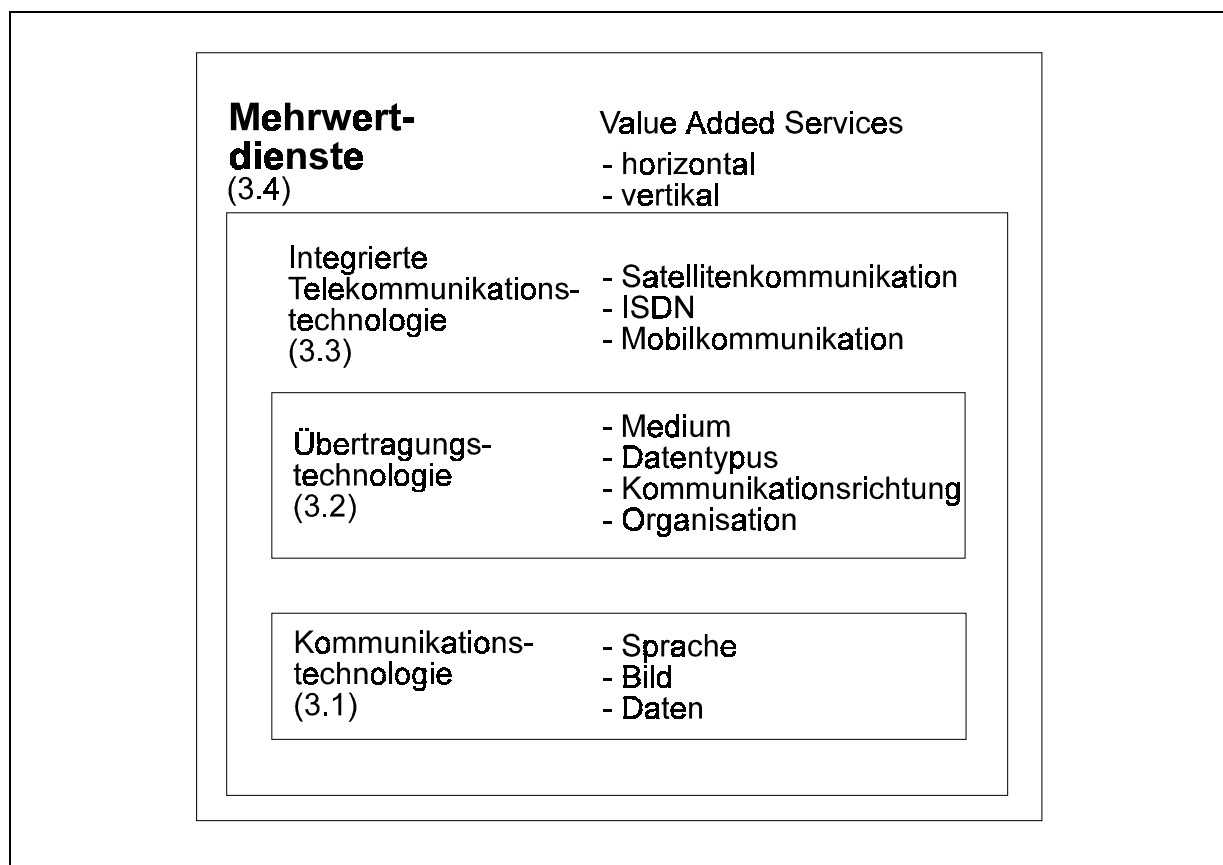 Mehrwert-
dienste
(3.4)
Value Added Services
- horizontal
- vertikal
Integrierte
Telekommunikations-
technologie
(3.3)
- Satellitenkommunikation
- ISDN
- Mobilkommunikation
Übertragungs-
technologie
(3.2)
- Medium
- Datentypus
- Kommunikationsrichtung
- Organisation
Kommunikations-
technologie
(3.1)
- Sprache
- Bild
- Daten